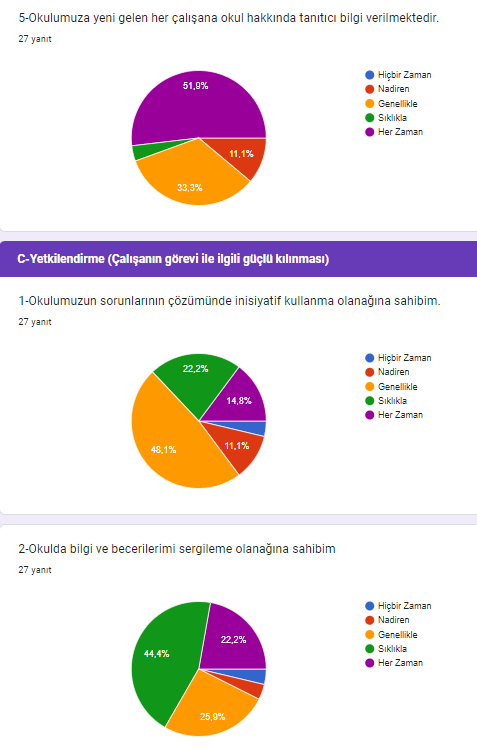 5-Okulumuza yeni gelen her çalışana okul hakkında tanıtıcı bilgi verilmektedir.
27 yanıt
Hiçbir Zaman
Nadiren
Genellikle
Sıklıkla
Her Zaman
51,9%
11,1%
33,3%
C-Yetkilendirme (Çalışanın görevi ile ilgili güçlü kılınması)
1-Okulumuzun sorunlarının çözümünde inisiyatif kullanma olanağına sahibim.
27 yanıt
Hiçbir Zaman
Nadiren
Genellikle
Sıklıkla
Her Zaman
22,2%
14,8%
11,1%
48,1%
2-Okulda bilgi ve becerilerimi sergileme olanağına sahibim
27 yanıt
Hiçbir Zaman
Nadiren
Genellikle
Sıklıkla
Her Zaman
22,2%
44,4%
25,9%